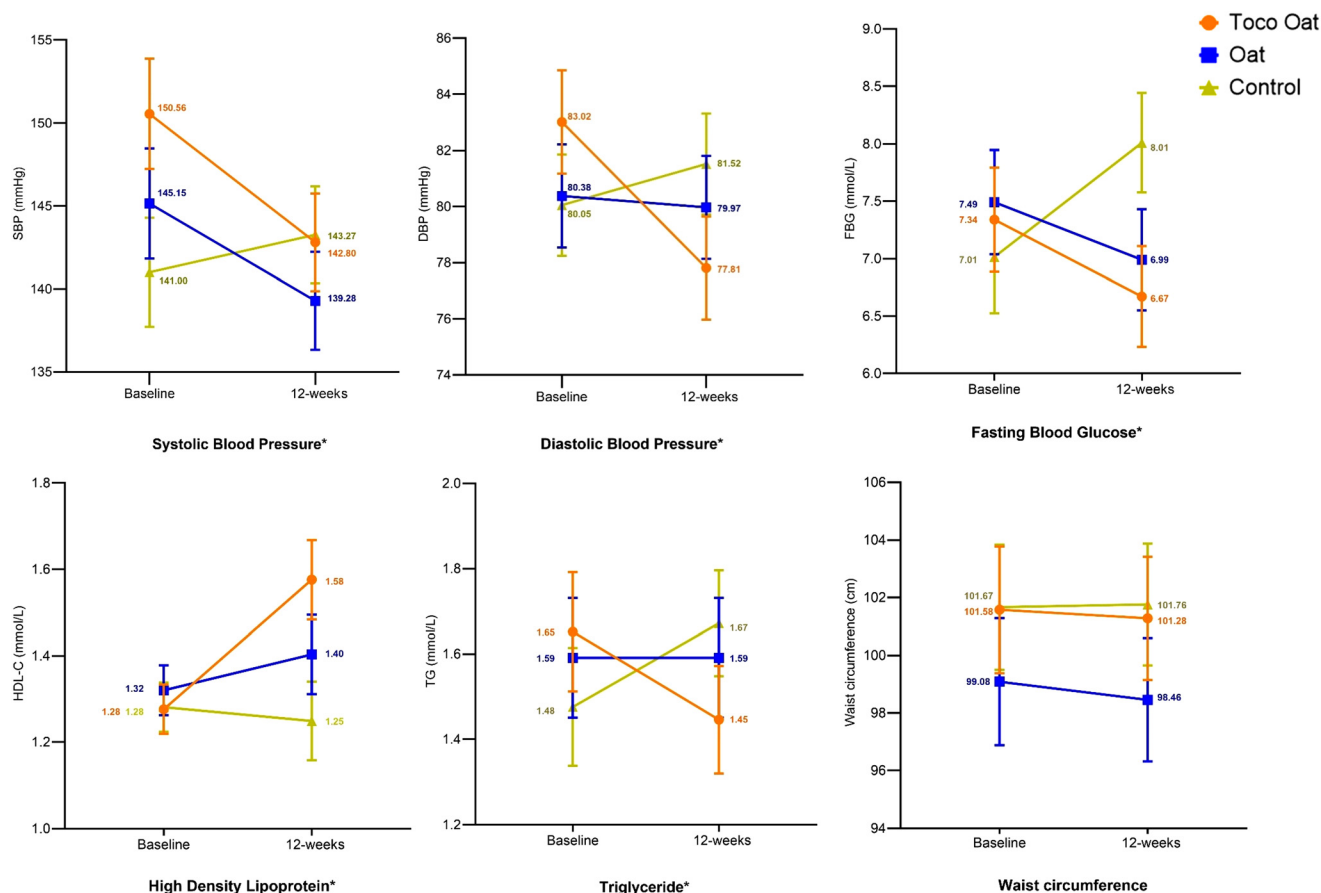 Toco Oat
Oat
Control
SBP (mmHg)
155
150
145
140
135
150.56
145.15
141.00
143.27
142.80
139.28
Baseline
12-weeks
Systolic Blood Pressure*
DBP (mmHg)
86
84
82
80
78
76
74
83.02
80.38
80.05
81.52
79.97
77.81
Baseline
12-weeks
Diastolic Blood Pressure*
FBG (mmol/L)
9.0
8.5
8.0
7.5
7.0
6.5
6.0
7.49
7.34
7.01
8.01
6.99
6.67
Baseline
12-weeks
Fasting Blood Glucose*
HDL-C (mmol/L)
1.8
1.6
1.4
1.2
1.0
1.32
1.28 1.28
1.58
1.40
1.25
Baseline
12-weeks
High Density Lipoprotein*
TG (mmol/L)
2.0
1.8
1.6
1.4
1.2
1.65
1.59
1.48
1.67
1.59
1.45
Baseline
12-weeks
Triglyceride*
Waist circumference (cm)
106
104
102
100
98
96
94
101.67
101.58
99.08
101.76
101.28
98.46
Baseline
12-weeks
Waist circumference